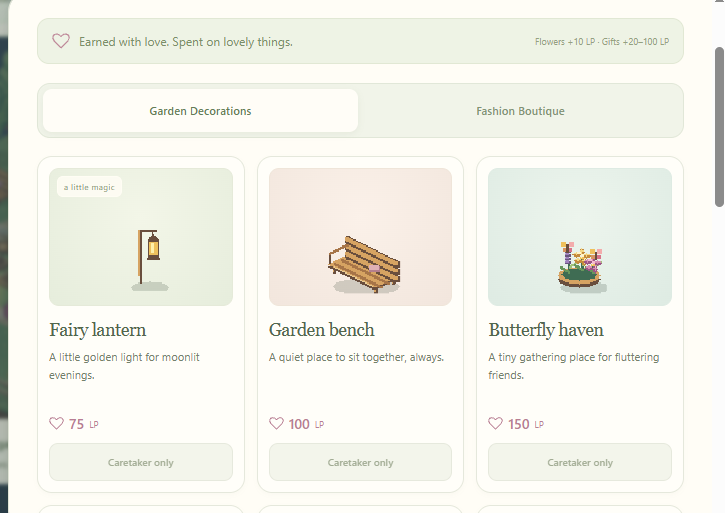 Earned with love. Spent on lovely things.
Flowers +10 LP · Gifts +20–100 LP
Garden Decorations
Fashion Boutique
a little magic
Fairy lantern
A little golden light for moonlit
evenings.
75 LP
Caretaker only
Garden bench
A quiet place to sit together, always.
100 LP
Caretaker only
Butterfly haven
A tiny gathering place for fluttering
friends.
150 LP
Caretaker only